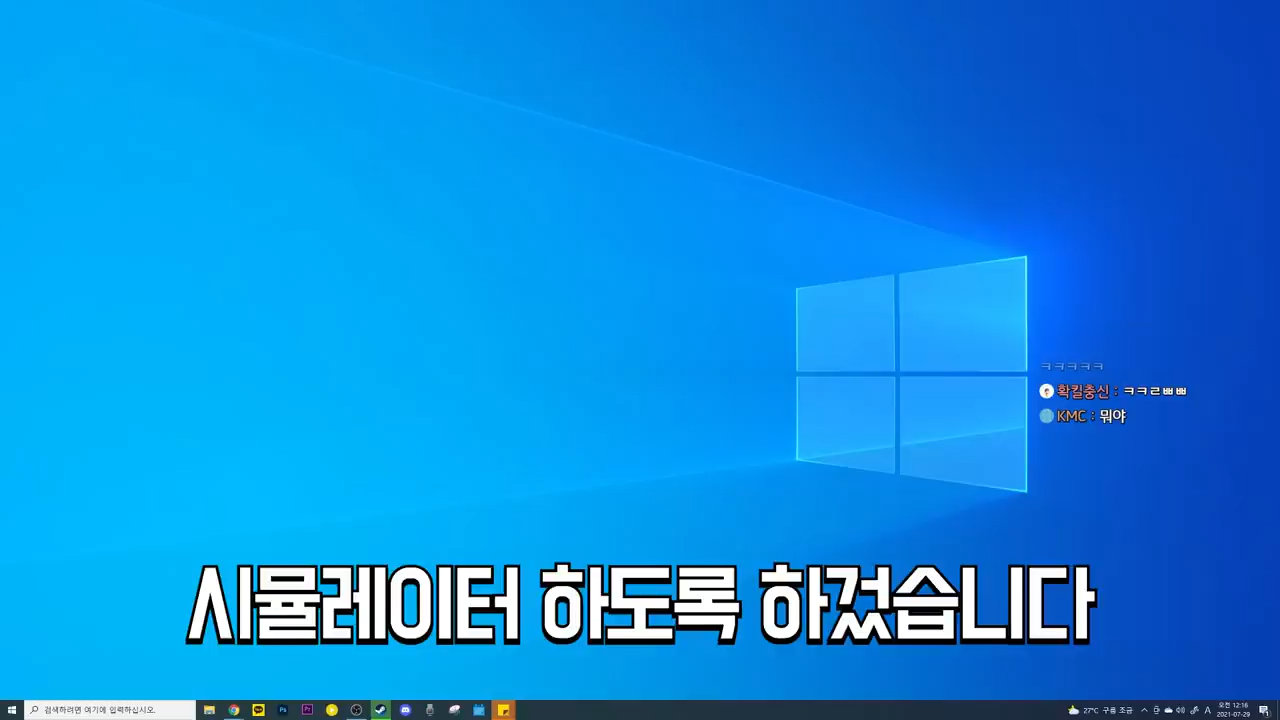 ㅋㅋㅋㅋㅋ
확킬충신 : ㅋㅋㄹㅃㅃ
KMC : 뭐야
시뮬레이터 하도록 하겠습니다
검색하려면 여기에 입력하십시오.
27°C 구름 조금
A
오전 12:16
2021-07-29